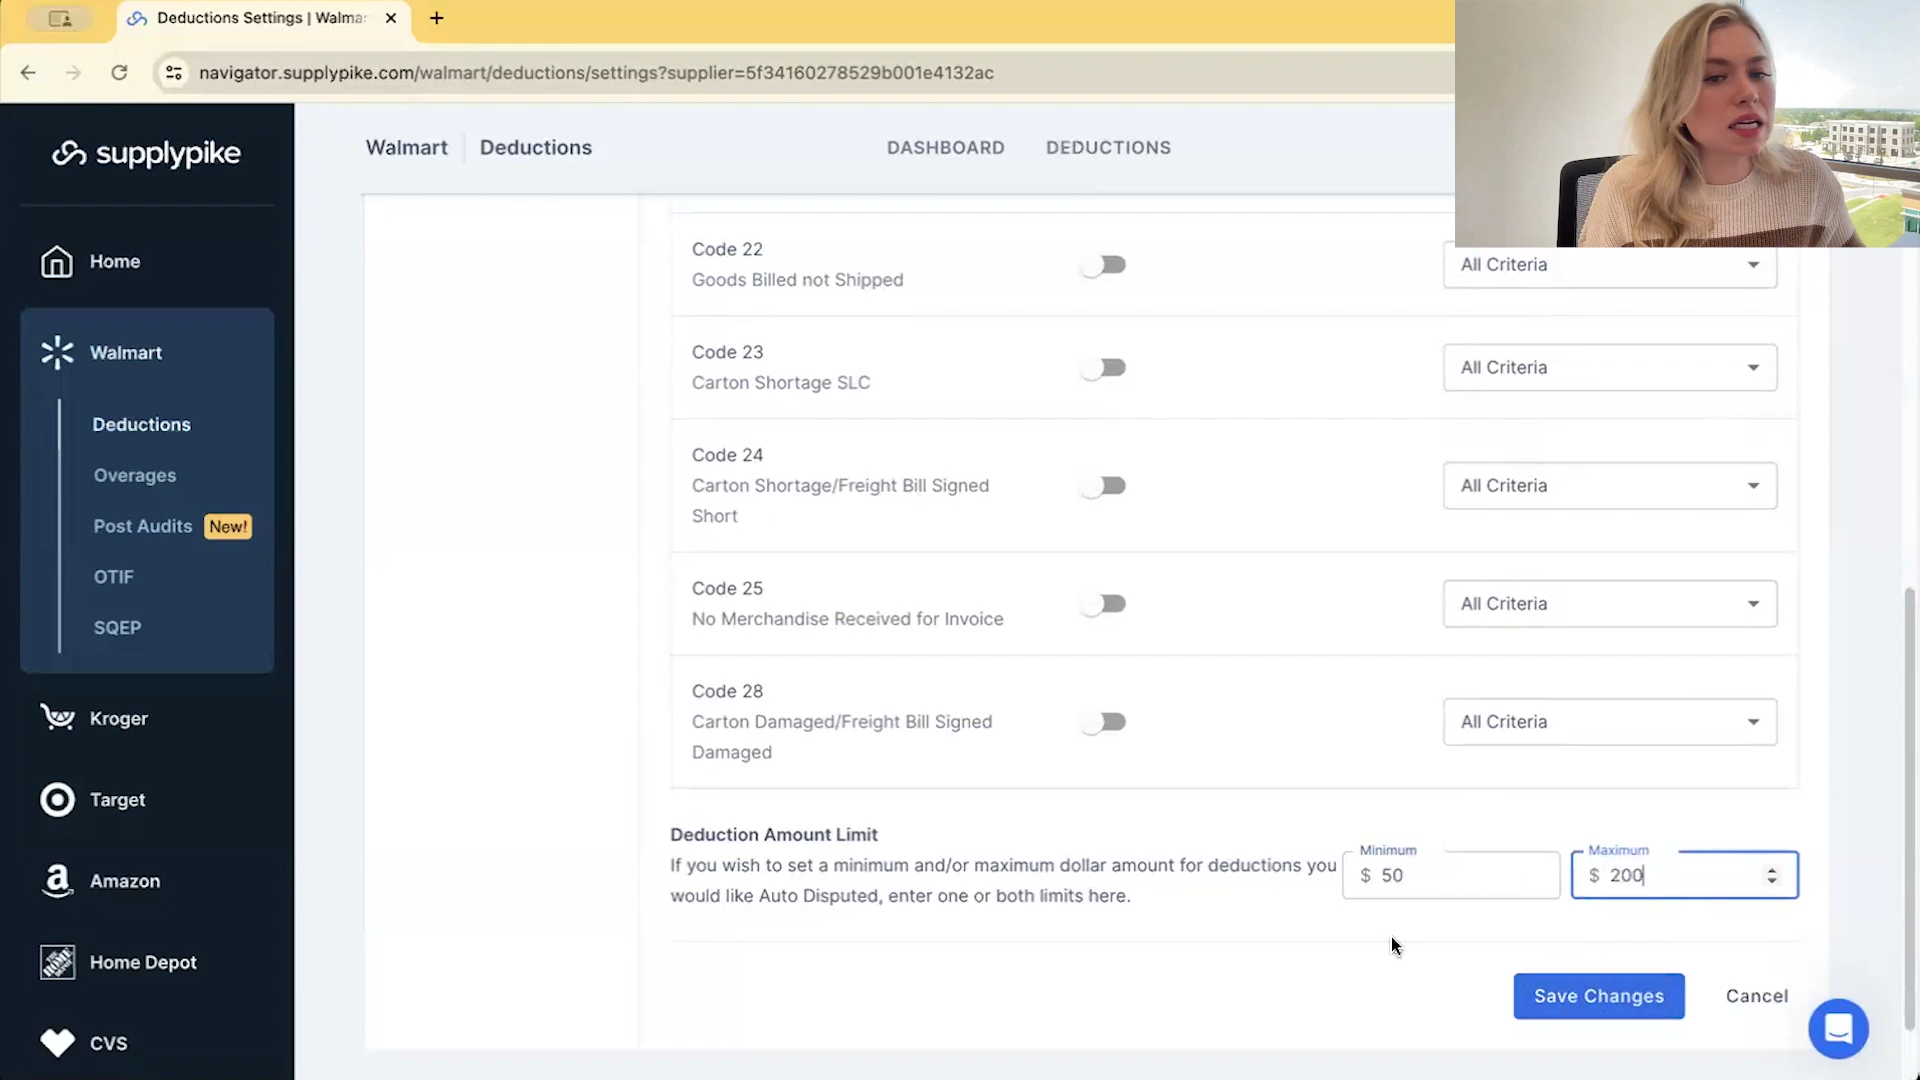 Deductions Settings | Walma
navigator.supplypike.com/walmart/deductions/settings?supplier=5f34160278529b001e4132ac
supplypike
Home
Walmart
Deductions
Overages
Post Audits New!
OTIF
SQEP
Kroger
Target
Amazon
Home Depot
CVS
Walmart Deductions DASHBOARD DEDUCTIONS
Code 22
Goods Billed not Shipped
All Criteria
Code 23
Carton Shortage SLC
All Criteria
Code 24
Carton Shortage/Freight Bill Signed
Short
All Criteria
Code 25
No Merchandise Received for Invoice
All Criteria
Code 28
Carton Damaged/Freight Bill Signed
Damaged
All Criteria
Deduction Amount Limit
If you wish to set a minimum and/or maximum dollar amount for deductions you
would like Auto Disputed, enter one or both limits here.
Minimum
$ 50
Maximum
$ 200
Save Changes Cancel